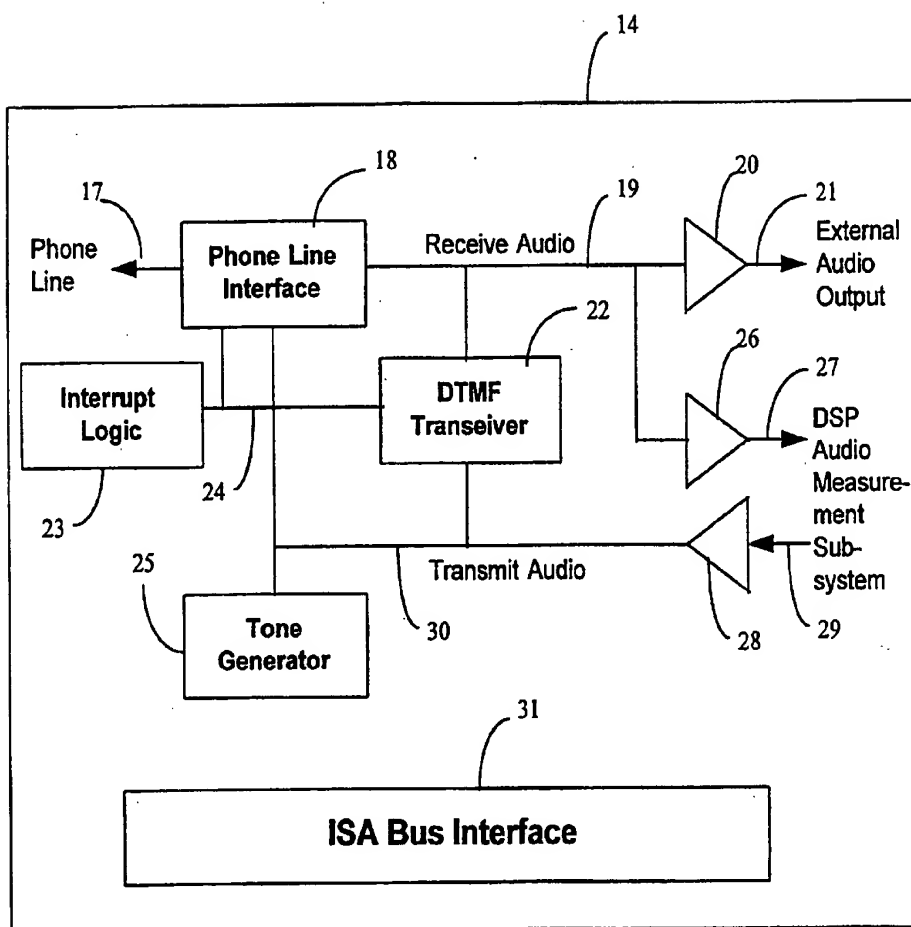 14
17
18
19
20
21
Phone
Line
Phone Line
Interface
Receive Audio
External
Audio
Output
22
26
27
Interrupt
Logic
DTMF
Transeiver
DSP
Audio
Measure-
ment
Sub-
system
23
24
25
Tone
Generator
30
Transmit Audio
28
29
31
ISA Bus Interface